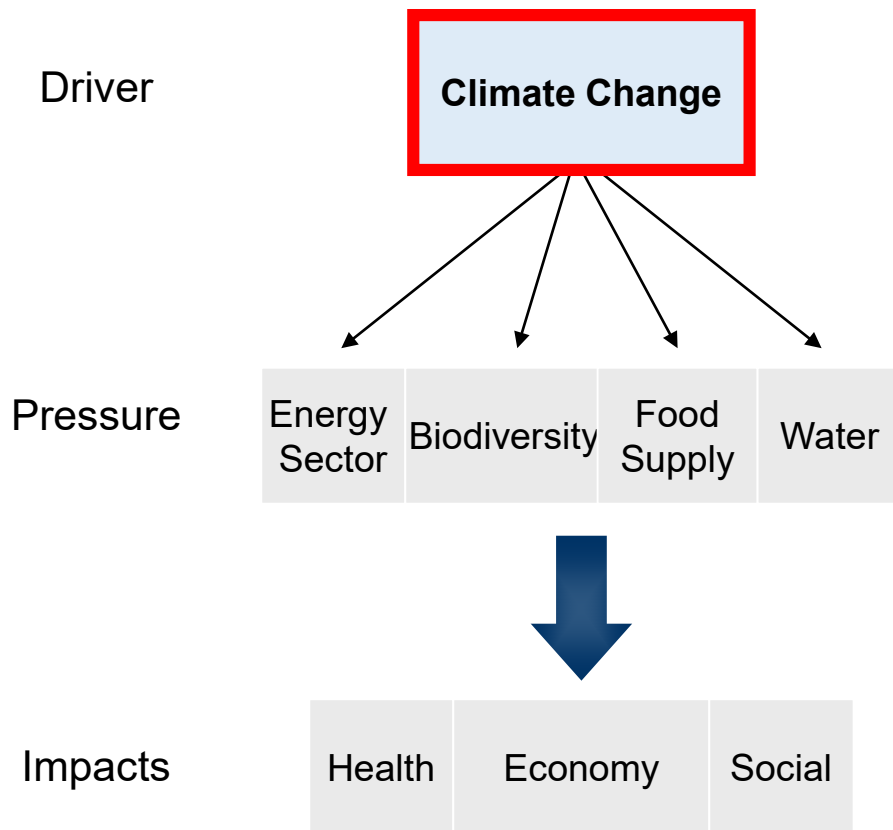 Driver
Climate Change
Pressure
Energy
Sector
Biodiversity
Food
Supply
Water
Impacts
Health
Economy
Social